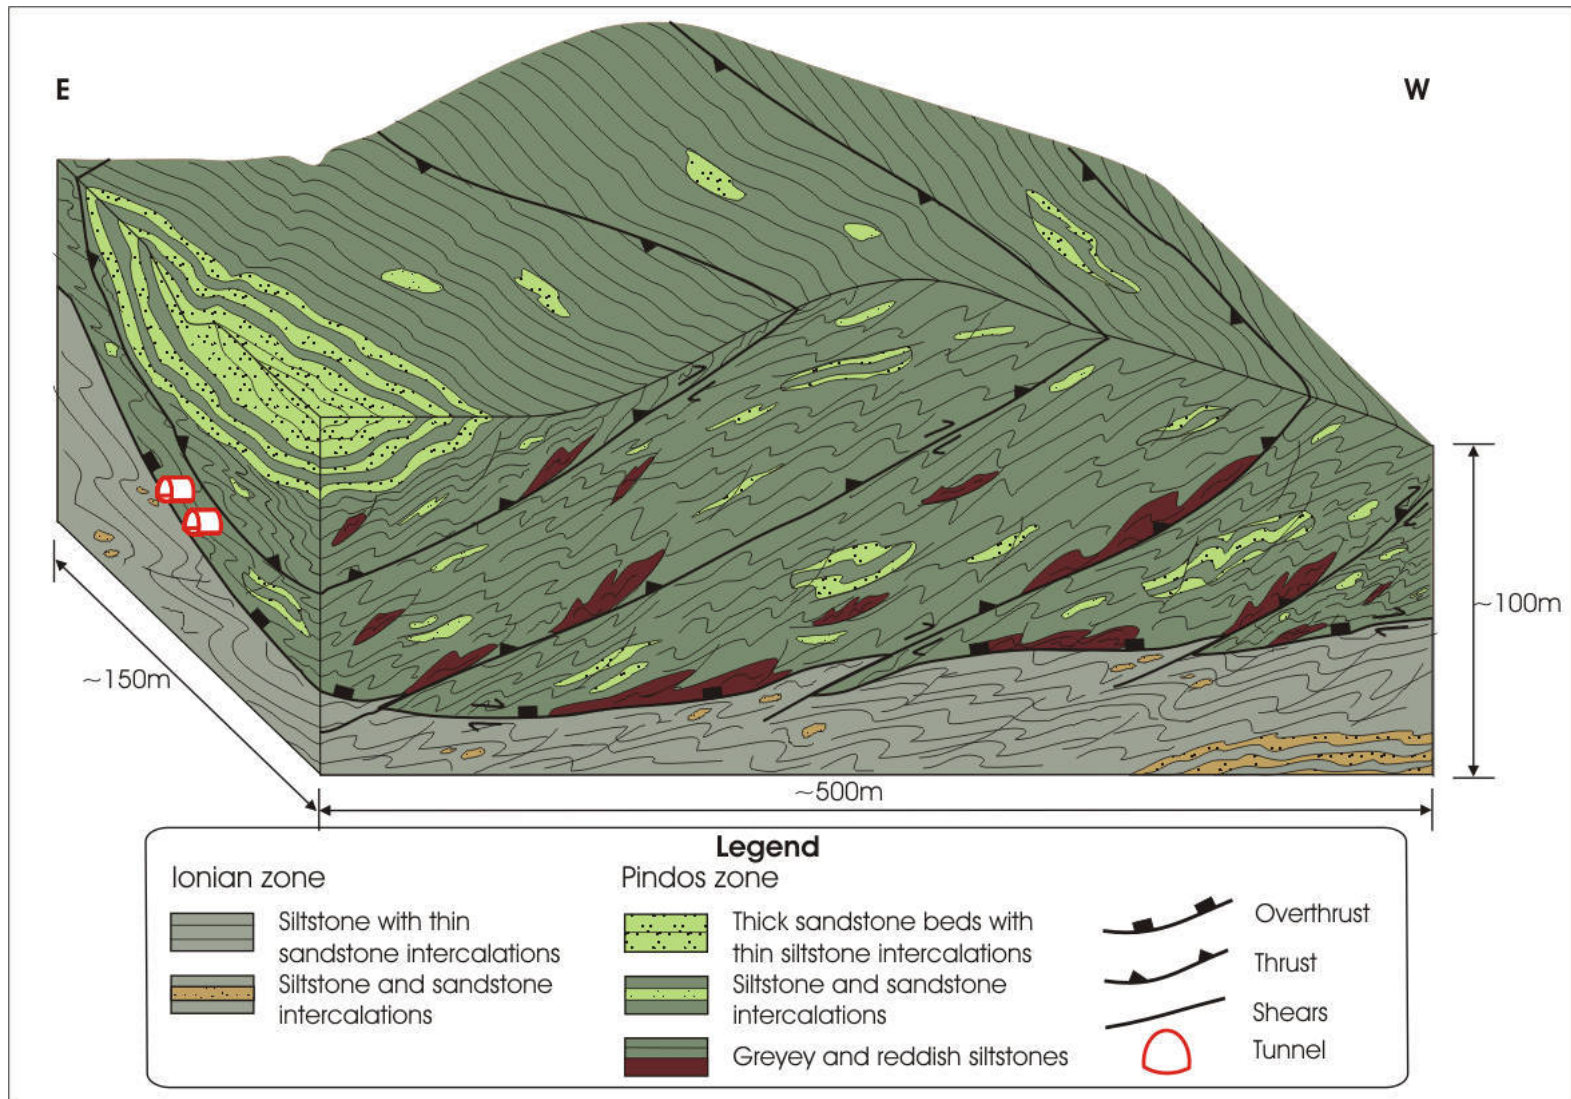 E
W
~150m
~100m
~500m
Legend
Ionian zone
Siltstone with thin
sandstone intercalations
Siltstone and sandstone
intercalations
Pindos zone
Thick sandstone beds with
thin siltstone intercalations
Siltstone and sandstone
intercalations
Greyey and reddish siltstones
Overthrust
Thrust
Shears
Tunnel